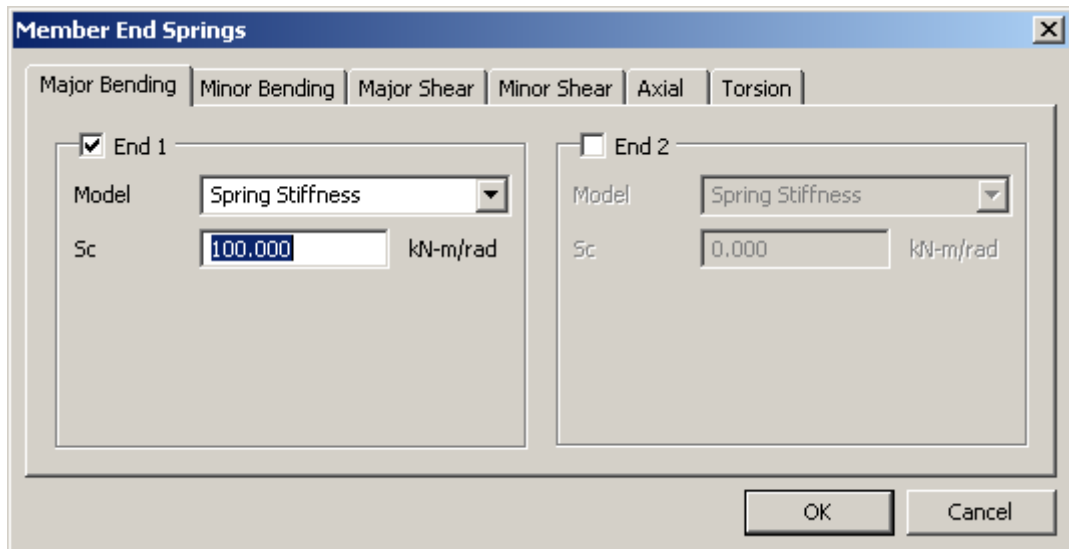 Member End Springs
Major Bending Minor Bending Major Shear Minor Shear Axial Torsion
End 1
Model Spring Stiffness
Sc 100.000 kN-m/rad
End 2
Model Spring Stiffness
Sc 0.000 kN-m/rad
OK Cancel